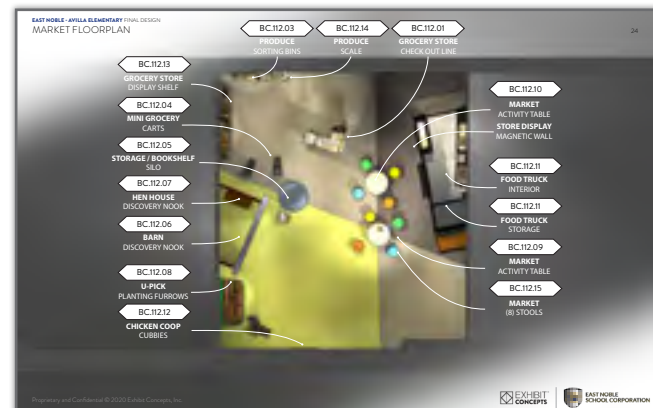 EAST NOBLE - AVILLA ELEMENTARY FINAL DESIGN
MARKET FLOORPLAN
24
BC.112.03
PRODUCE
SORTING BINS
BC.112.14
PRODUCE
SCALE
BC.112.01
GROCERY STORE
CHECK OUT LINE
BC.112.13
GROCERY STORE
DISPLAY SHELF
BC.112.04
MINI GROCERY
CARTS
BC.112.05
STORAGE / BOOKSHELF
SILO
BC.112.07
HEN HOUSE
DISCOVERY NOOK
BC.112.06
BARN
DISCOVERY NOOK
BC.112.08
U-PICK
PLANTING FURROWS
BC.112.12
CHICKEN COOP
CUBBIES
BC.112.10
MARKET
ACTIVITY TABLE
STORE DISPLAY
MAGNETIC WALL
BC.112.11
FOOD TRUCK
INTERIOR
BC.112.11
FOOD TRUCK
STORAGE
BC.112.09
MARKET
ACTIVITY TABLE
BC.112.15
MARKET
(8) STOOLS
Proprietary and Confidential © 2020 Exhibit Concepts, Inc.
EXHIBIT
CONCEPTS
EAST NOBLE
SCHOOL CORPORATION